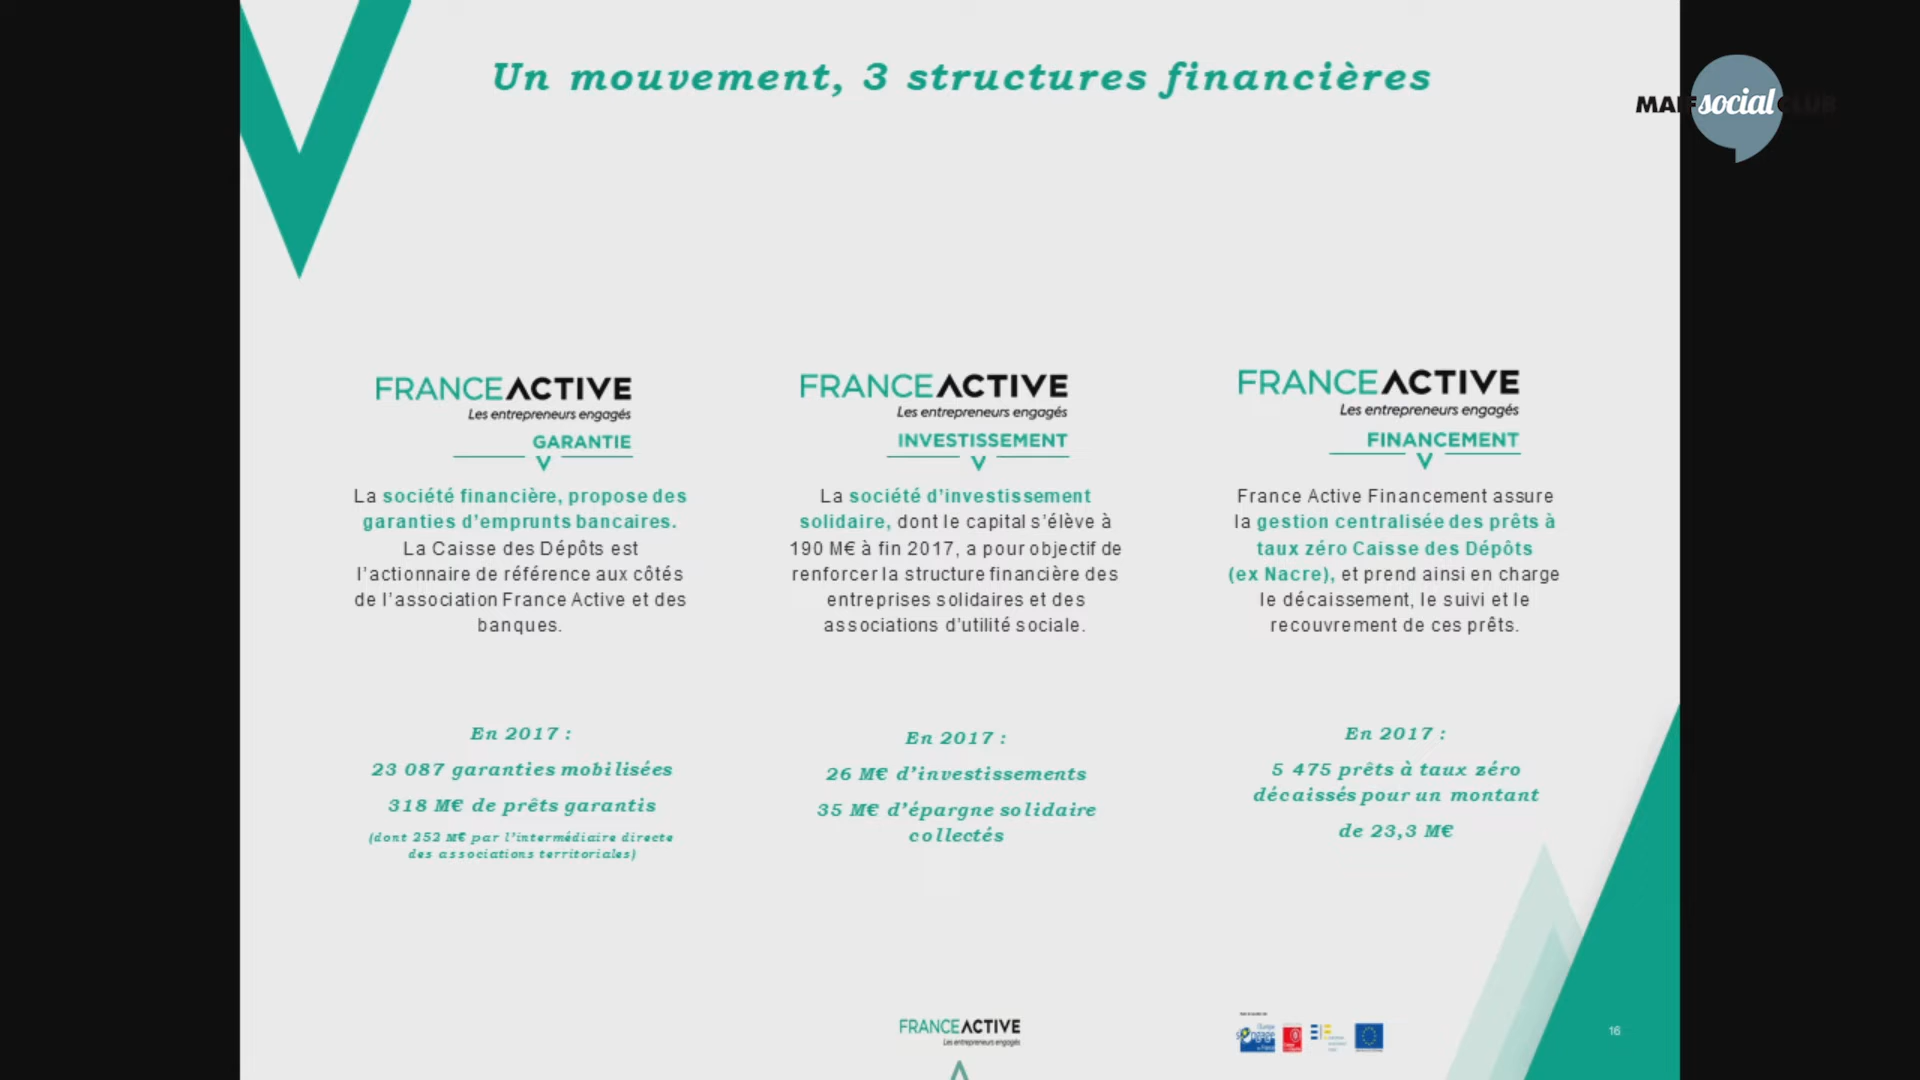 Un mouvement, 3 structures financières
MAIF social CLUB
FRANCE ACTIVE
Les entrepreneurs engagés
GARANTIE
La société financière, propose des
garanties d'emprunts bancaires.
La Caisse des Dépôts est
l'actionnaire de référence aux côtés
de l'association France Active et des
banques.
En 2017 :
23 087 garanties mobilisées
318 M€ de prêts garantis
(dont 252 M€ par l'intermédiaire directe
des associations territoriales)
FRANCE ACTIVE
Les entrepreneurs engagés
INVESTISSEMENT
La société d'investissement
solidaire, dont le capital s'élève à
190 M€ à fin 2017, a pour objectif de
renforcer la structure financière des
entreprises solidaires et des
associations d'utilité sociale.
En 2017 :
26 M€ d'investissements
35 M€ d'épargne solidaire
collectés
FRANCE ACTIVE
Les entrepreneurs engagés
FINANCEMENT
France Active Financement assure
la gestion centralisée des prêts à
taux zéro Caisse des Dépôts
(ex Nacre), et prend ainsi en charge
le décaissement, le suivi et le
recouvrement de ces prêts.
En 2017 :
5 475 prêts à taux zéro
décaissés pour un montant
de 23,3 M€
FRANCE ACTIVE
Les entrepreneurs engagés
16